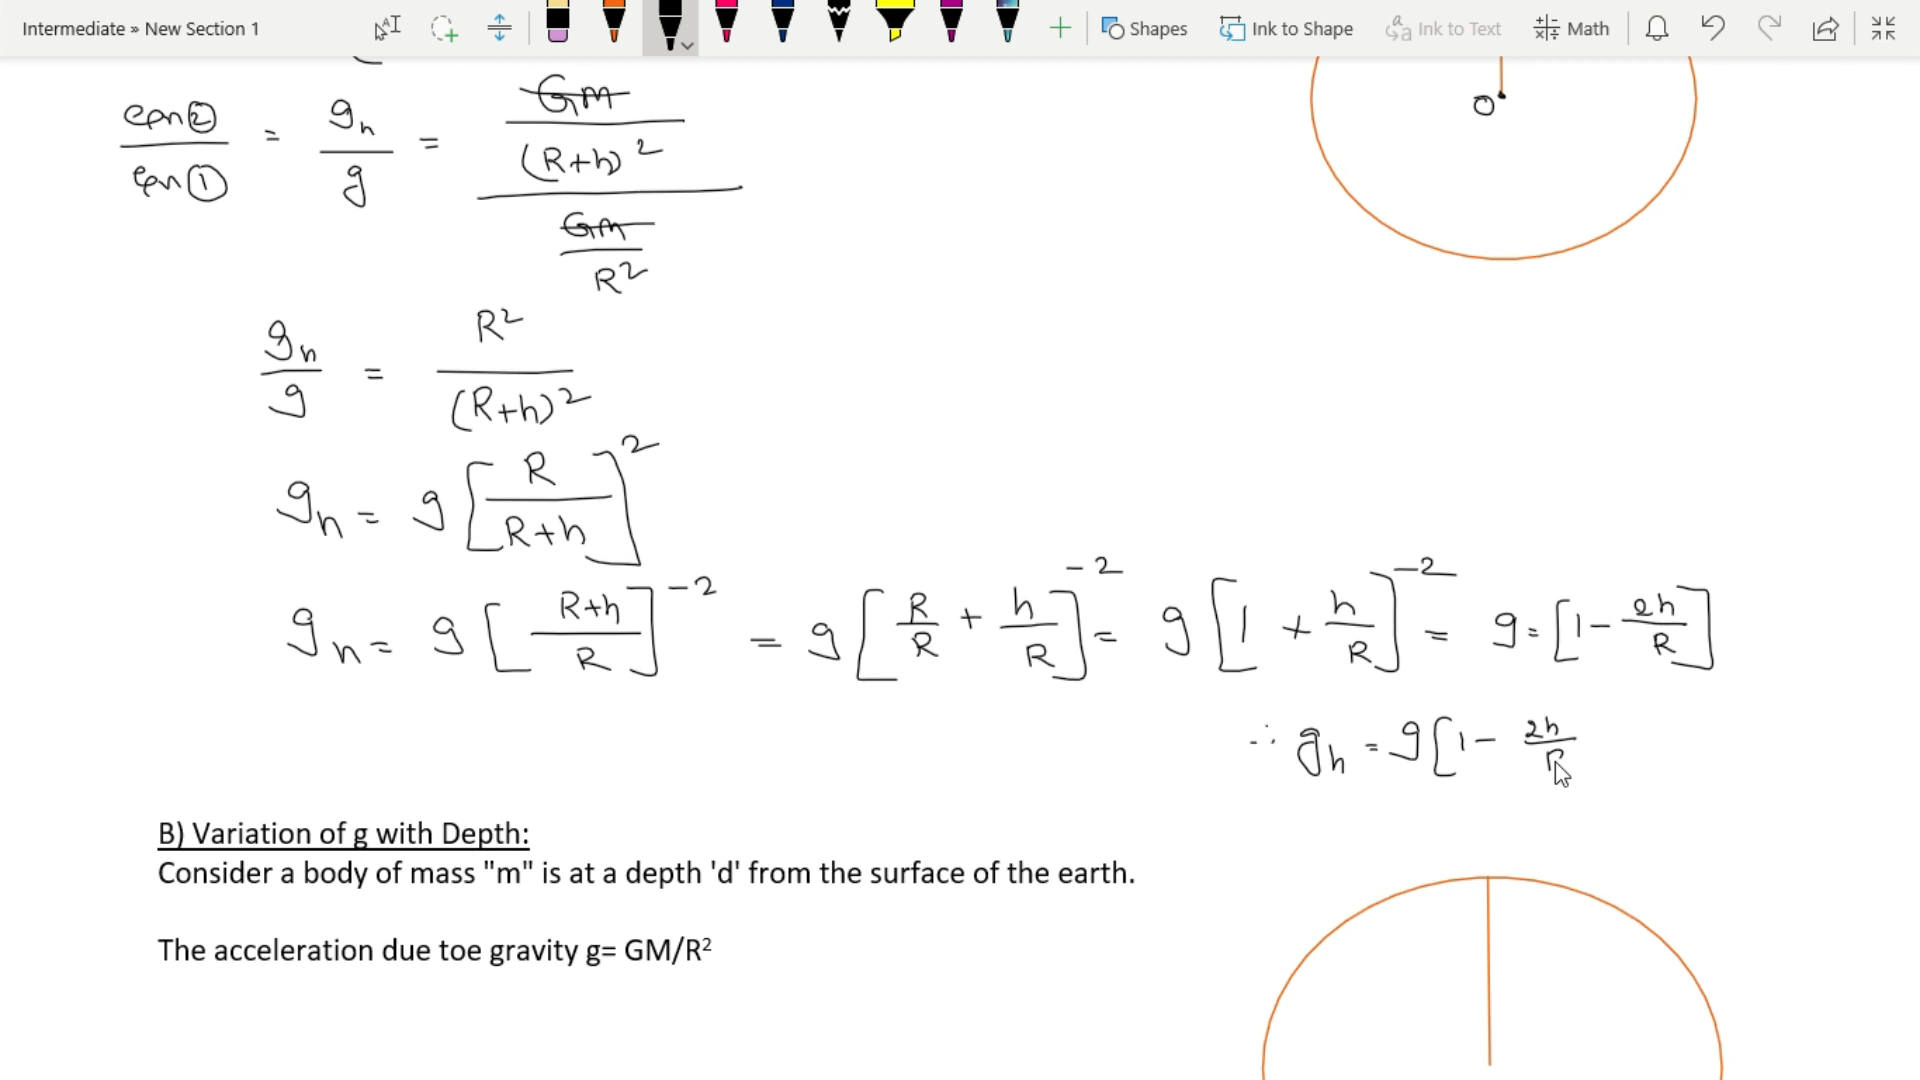 Intermediate » New Section 1 Shapes Ink to Shape Ink to Text Math
eqn② / eqn① = gh / g = (GM / (R+h)²) / (GM / R²)
O
gh / g = R² / (R+h)²
gh = g [R / R+h]²
gh = g [R+h / R]⁻² = g [R/R + h/R]⁻² = g [1 + h/R]⁻² = g = [1 - 2h/R]
∴ gh = g [1 - 2h/R
B) Variation of g with Depth:
Consider a body of mass "m" is at a depth 'd' from the surface of the earth.
The acceleration due toe gravity g= GM/R²